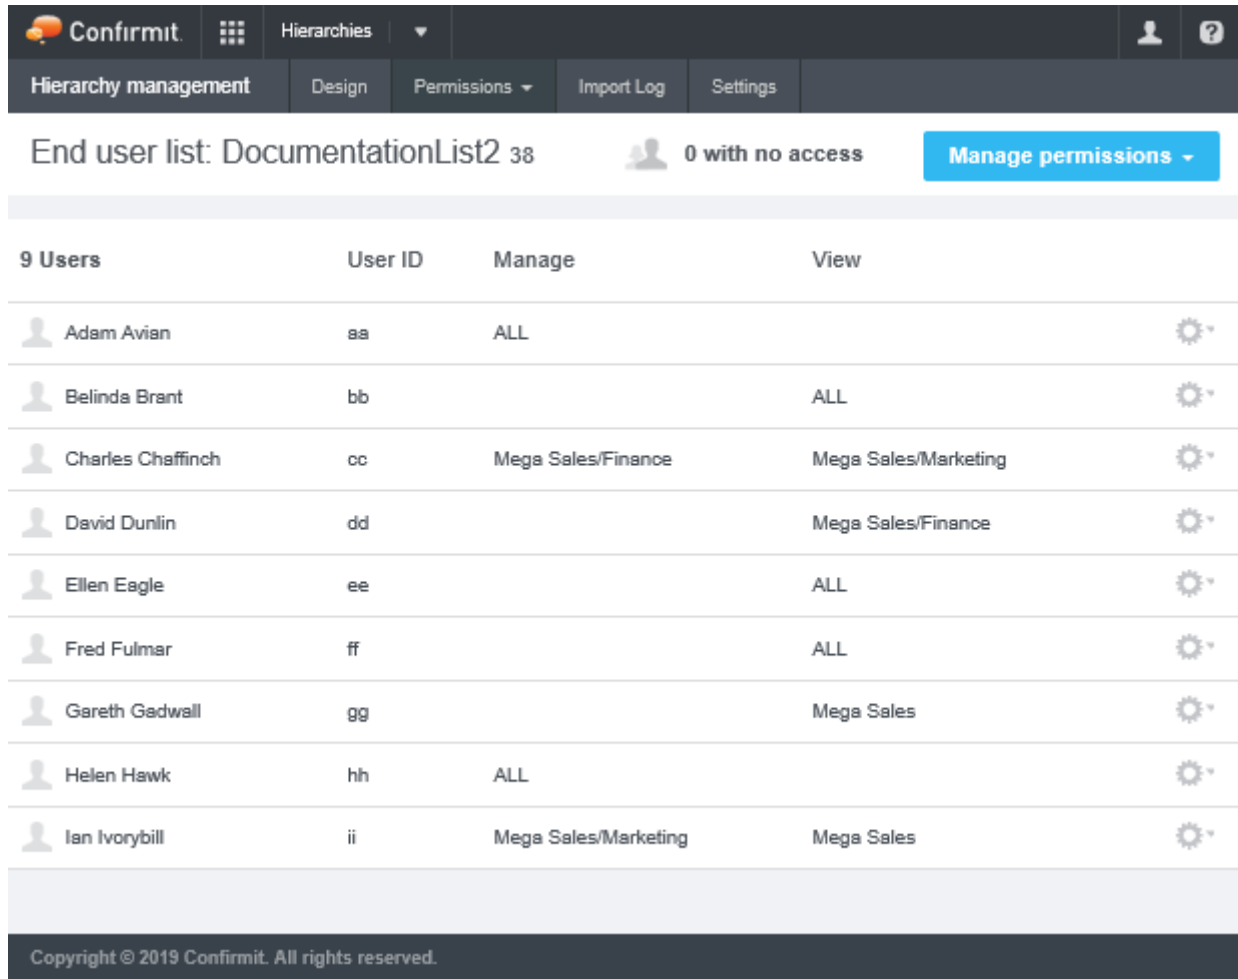 Confirmit. Hierarchies
Hierarchy management Design Permissions Import Log Settings
End user list: DocumentationList2 38 0 with no access Manage permissions
9 Users User ID Manage View
Adam Avian aa ALL
Belinda Brant bb ALL
Charles Chaffinch cc Mega Sales/Finance Mega Sales/Marketing
David Dunlin dd Mega Sales/Finance
Ellen Eagle ee ALL
Fred Fulmar ff ALL
Gareth Gadwall gg Mega Sales
Helen Hawk hh ALL
Ian Ivorybill ii Mega Sales/Marketing Mega Sales
Copyright © 2019 Confirmit. All rights reserved.